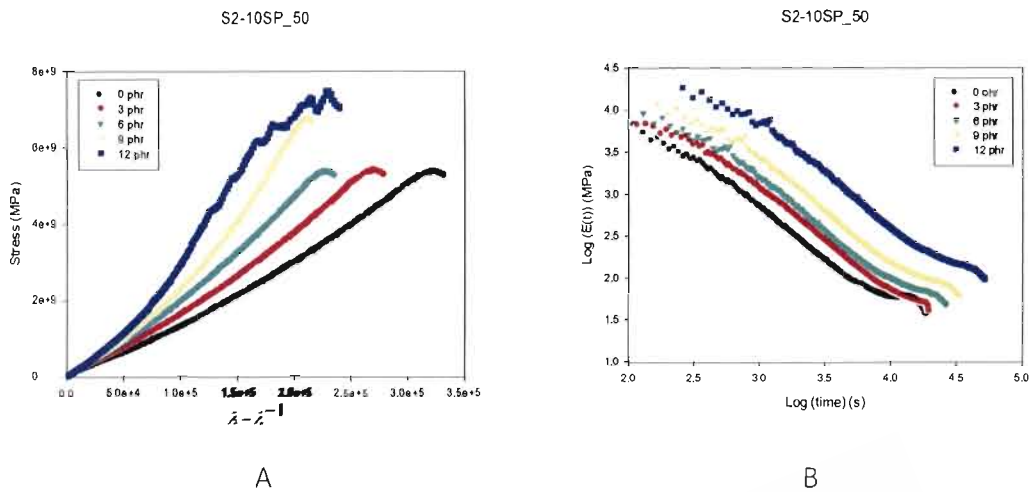 S2-10SP_50
8e+9
6e+9
4e+9
2e+9
0
Stress (MPa)
0 phr
3 phr
6 phr
9 phr
12 phr
0.0
5.0e+4
1.0e+5
1.5e+5
2.0e+5
2.5e+5
3.0e+5
3.5e+5
A
S2-10SP_50
4.5
4.0
3.5
3.0
2.5
2.0
1.5
1.0
Log (E(t)) (MPa)
0 phr
3 phr
6 phr
9 phr
12 phr
2.0
2.5
3.0
3.5
4.0
4.5
5.0
Log (time) (s)
B